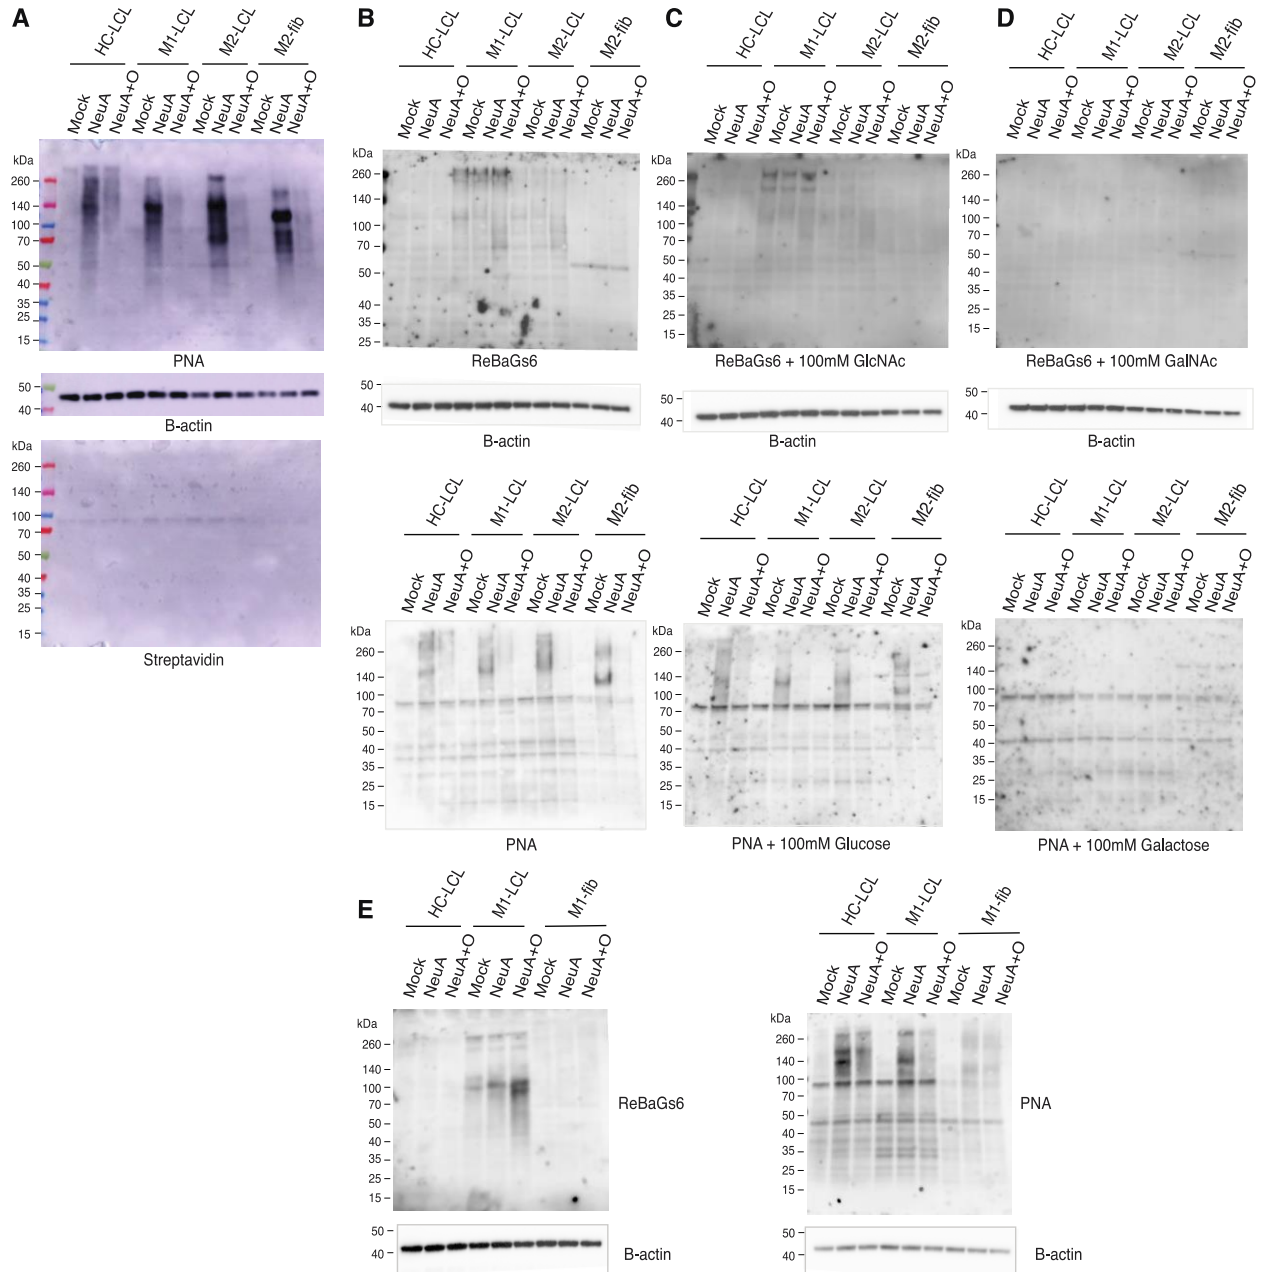 A
HC-LCL M1-LCL M2-LCL M2-fib
Mock NeuA NeuA+O Mock NeuA NeuA+O Mock NeuA NeuA+O Mock NeuA NeuA+O
kDa
260
140
100
70
50
40
35
25
15
PNA
50
40
B-actin
kDa
260
140
100
70
50
40
35
25
15
Streptavidin
B
HC-LCL M1-LCL M2-LCL M2-fib
Mock NeuA NeuA+O Mock NeuA NeuA+O Mock NeuA NeuA+O Mock NeuA NeuA+O
kDa
260
140
100
70
50
40
35
25
ReBaGs6
50
40
B-actin
HC-LCL M1-LCL M2-LCL M2-fib
Mock NeuA NeuA+O Mock NeuA NeuA+O Mock NeuA NeuA+O Mock NeuA NeuA+O
kDa
260
140
100
70
50
40
35
25
15
PNA
C
HC-LCL M1-LCL M2-LCL M2-fib
Mock NeuA NeuA+O Mock NeuA NeuA+O Mock NeuA NeuA+O Mock NeuA NeuA+O
kDa
260
140
100
70
50
40
35
25
15
ReBaGs6 + 100mM GlcNAc
50
40
B-actin
HC-LCL M1-LCL M2-LCL M2-fib
Mock NeuA NeuA+O Mock NeuA NeuA+O Mock NeuA NeuA+O Mock NeuA NeuA+O
kDa
260
140
100
70
50
40
35
25
15
PNA + 100mM Glucose
D
HC-LCL M1-LCL M2-LCL M2-fib
Mock NeuA NeuA+O Mock NeuA NeuA+O Mock NeuA NeuA+O Mock NeuA NeuA+O
kDa
260
140
100
70
50
40
35
25
15
ReBaGs6 + 100mM GalNAc
50
40
B-actin
HC-LCL M1-LCL M2-LCL M2-fib
Mock NeuA NeuA+O Mock NeuA NeuA+O Mock NeuA NeuA+O Mock NeuA NeuA+O
kDa
260
140
100
70
50
40
35
25
15
PNA + 100mM Galactose
E
HC-LCL M1-LCL M1-fib
Mock NeuA NeuA+O Mock NeuA NeuA+O Mock NeuA NeuA+O
kDa
260
140
100
70
50
40
35
25
15
ReBaGs6
50
40
B-actin
HC-LCL M1-LCL M1-fib
Mock NeuA NeuA+O Mock NeuA NeuA+O Mock NeuA NeuA+O
kDa
260
140
100
70
50
40
35
25
15
PNA
50
40
B-actin